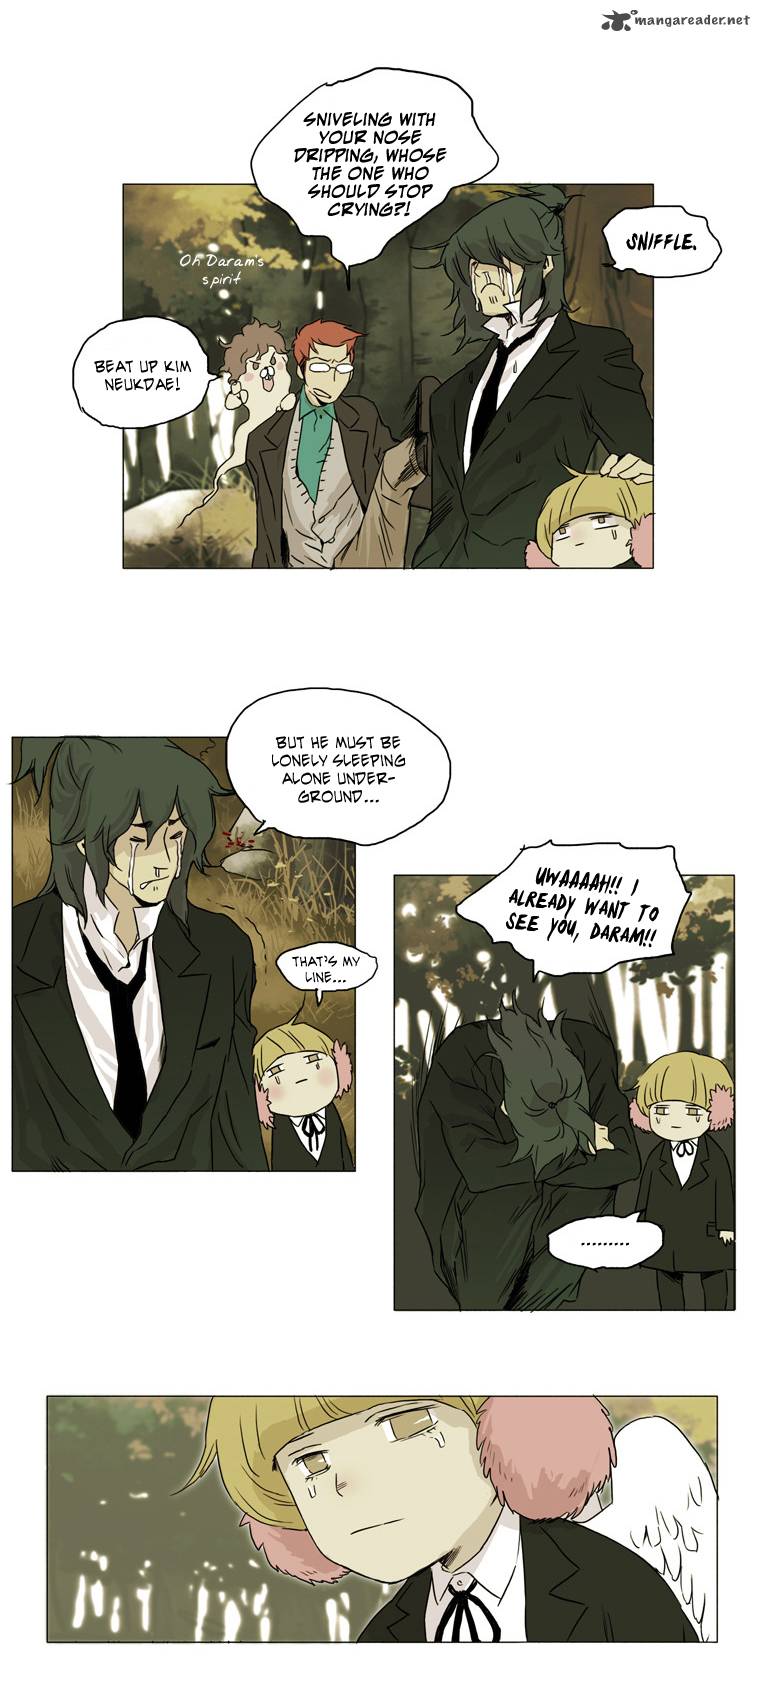 mangareader.net
SNIVELING WITH
YOUR NOSE
DRIPPING, WHOSE
THE ONE WHO
SHOULD STOP
CRYING?!
SNIFFLE.
Oh Daram's
spirit
BEAT UP KIM
NEUKDAE!
BUT HE MUST BE
LONELY SLEEPING
ALONE UNDER-
GROUND...
THAT'S MY
LINE...
UWAAAAH!! I
ALREADY WANT TO
SEE YOU, DARAM!!
.........